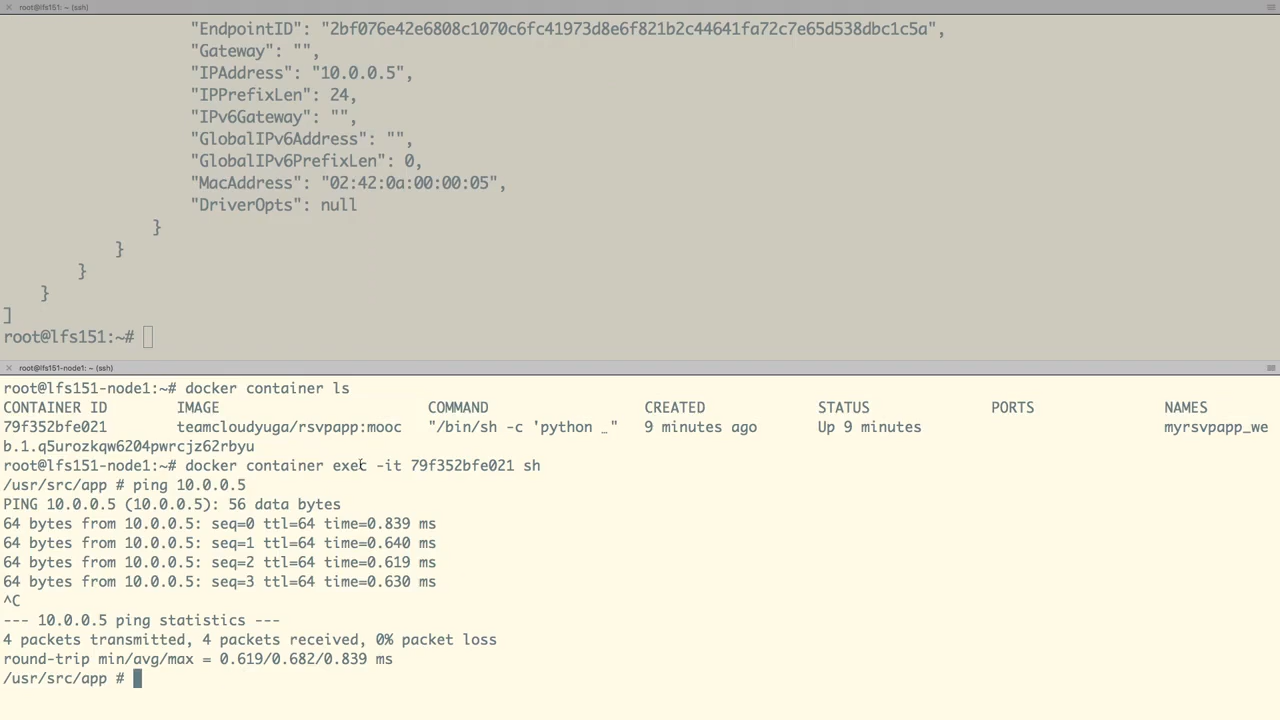 root@lfs151: ~ (ssh)
"EndpointID": "2bf076e42e6808c1070c6fc41973d8e6f821b2c44641fa72c7e65d538dbc1c5a",
"Gateway": "",
"IPAddress": "10.0.0.5",
"IPPrefixLen": 24,
"IPv6Gateway": "",
"GlobalIPv6Address": "",
"GlobalIPv6PrefixLen": 0,
"MacAddress": "02:42:0a:00:00:05",
"DriverOpts": null
}
}
}
}
]
root@lfs151:~#
root@lfs151-node1: ~ (ssh)
root@lfs151-node1:~# docker container ls
CONTAINER ID IMAGE COMMAND CREATED STATUS PORTS NAMES
79f352bfe021 teamcloudyuga/rsvpapp:mooc "/bin/sh -c 'python …" 9 minutes ago Up 9 minutes myrsvpapp_we
b.1.q5urozkqw6204pwrcjz62rbyu
root@lfs151-node1:~# docker container exec -it 79f352bfe021 sh
/usr/src/app # ping 10.0.0.5
PING 10.0.0.5 (10.0.0.5): 56 data bytes
64 bytes from 10.0.0.5: seq=0 ttl=64 time=0.839 ms
64 bytes from 10.0.0.5: seq=1 ttl=64 time=0.640 ms
64 bytes from 10.0.0.5: seq=2 ttl=64 time=0.619 ms
64 bytes from 10.0.0.5: seq=3 ttl=64 time=0.630 ms
^C
--- 10.0.0.5 ping statistics ---
4 packets transmitted, 4 packets received, 0% packet loss
round-trip min/avg/max = 0.619/0.682/0.839 ms
/usr/src/app #